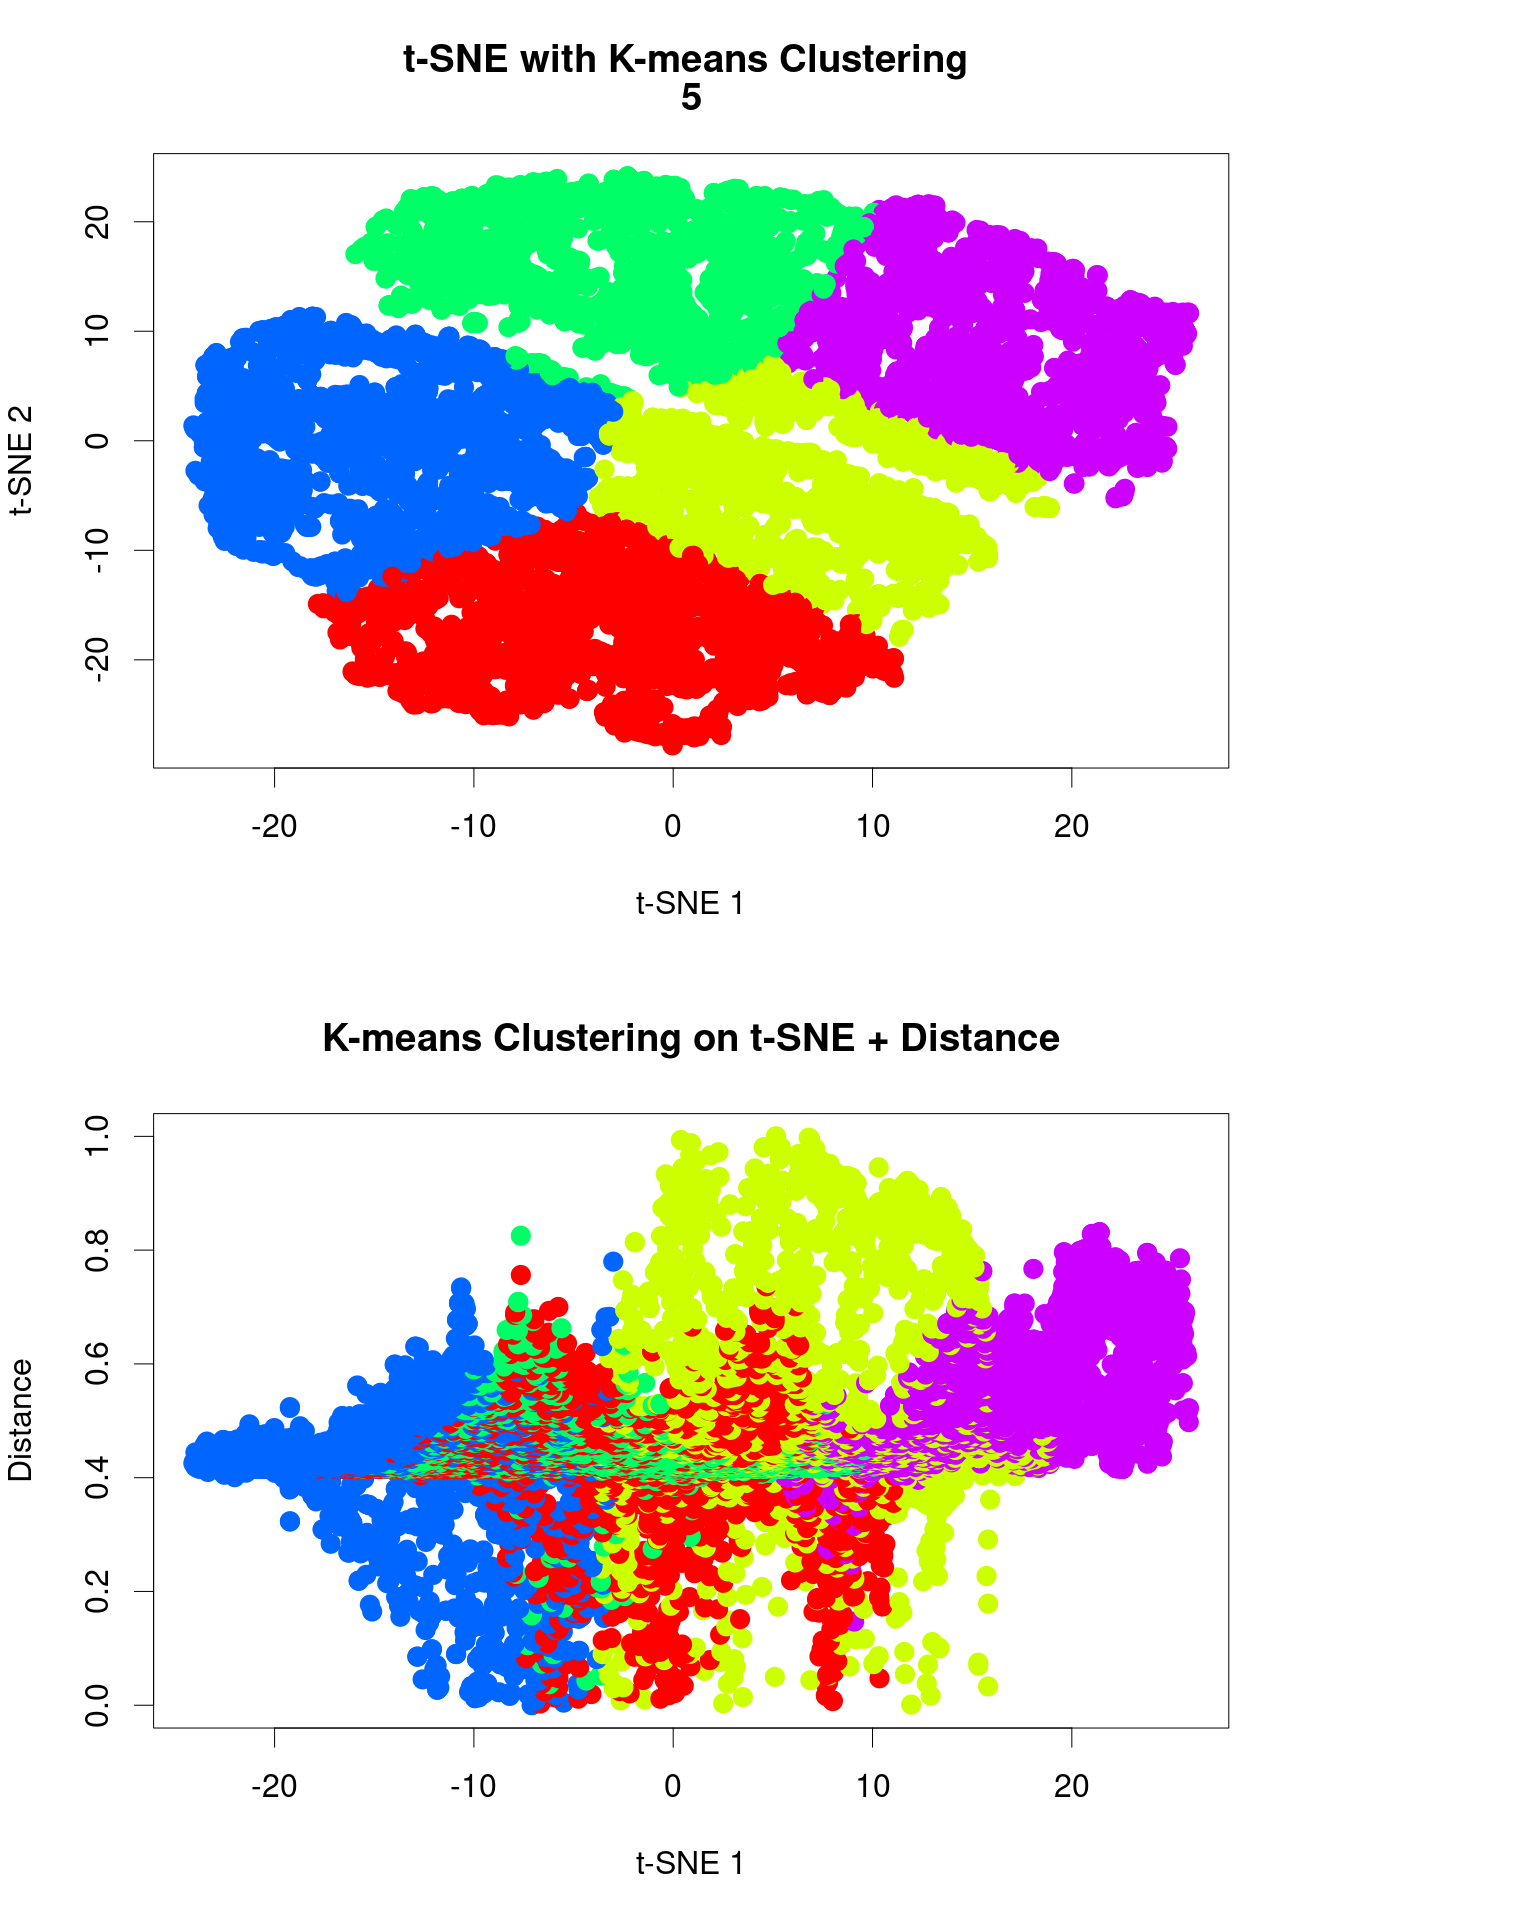 t-SNE with K-means Clustering
5
t-SNE 2
20
10
0
-10
-20
-20 -10 0 10 20
t-SNE 1
K-means Clustering on t-SNE + Distance
Distance
1.0
0.8
0.6
0.4
0.2
0.0
-20 -10 0 10 20
t-SNE 1